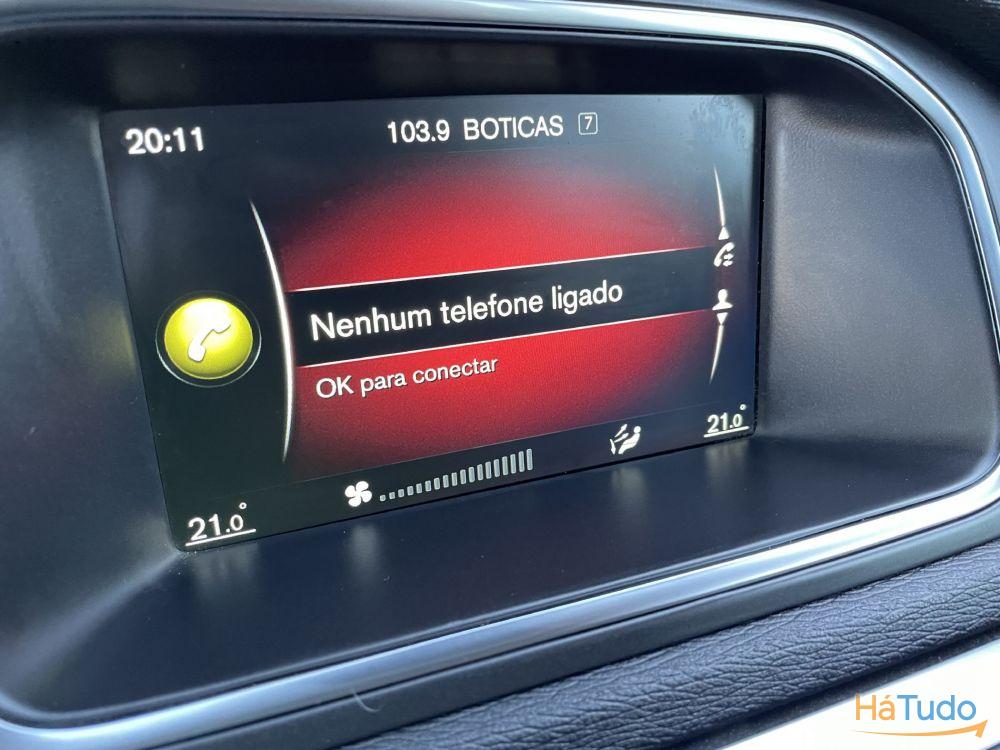 20:11
103.9 BOTICAS 7
Nenhum telefone ligado
OK para conectar
21.0°
21.0°
HáTudo